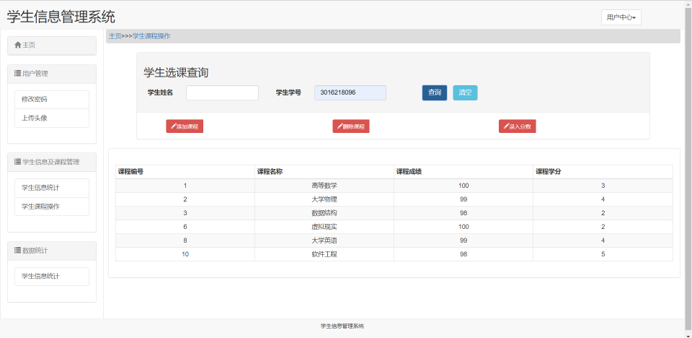 学生信息管理系统
用户中心
主页>>>学生课程操作
主页
用户管理
修改密码
上传头像
学生信息及课程管理
学生信息统计
学生课程操作
数据统计
学生信息统计
学生选课查询
学生姓名 学生学号 3016218096 查询 清空
添加课程 删除课程 录入分数
课程编号 课程名称 课程成绩 课程学分
1 高等数学 100 3
2 大学物理 99 4
3 数据结构 98 2
6 虚拟现实 100 2
8 大学英语 99 4
10 软件工程 98 5
学生信息管理系统